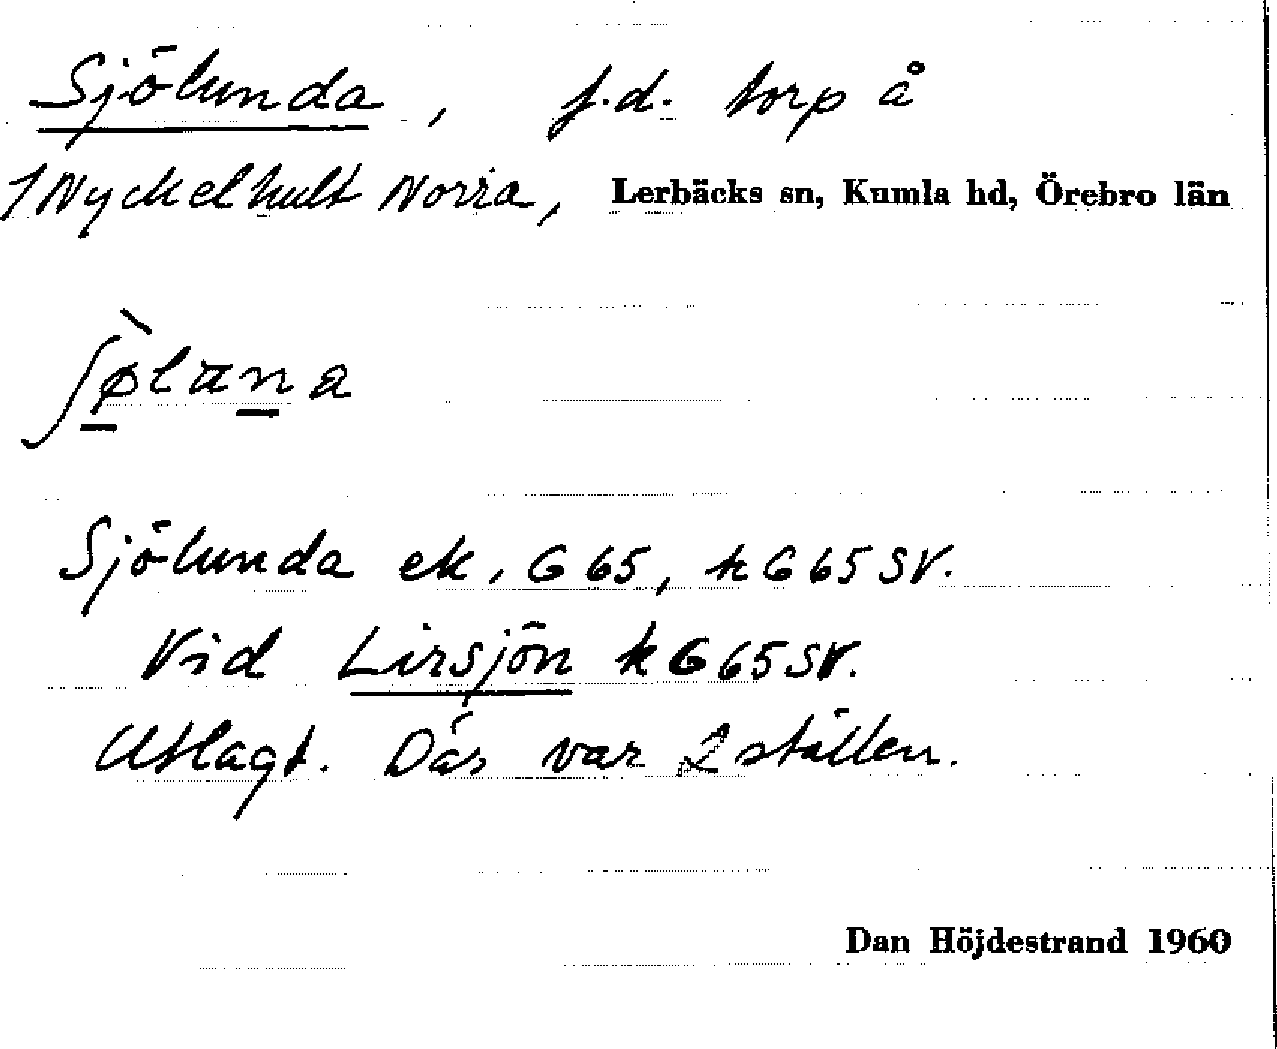 Sjölunda, f.d. torp å
1 Nyckelhult Norra, Lerbäcks sn, Kumla hd, Örebro län
ʃø̀lana
Sjölunda ek, G 65, k G 65 SV.
Vid Lirsjön k G 65 SV.
Utlagt. Där var 2 ställen.
Dan Höjdestrand 1960